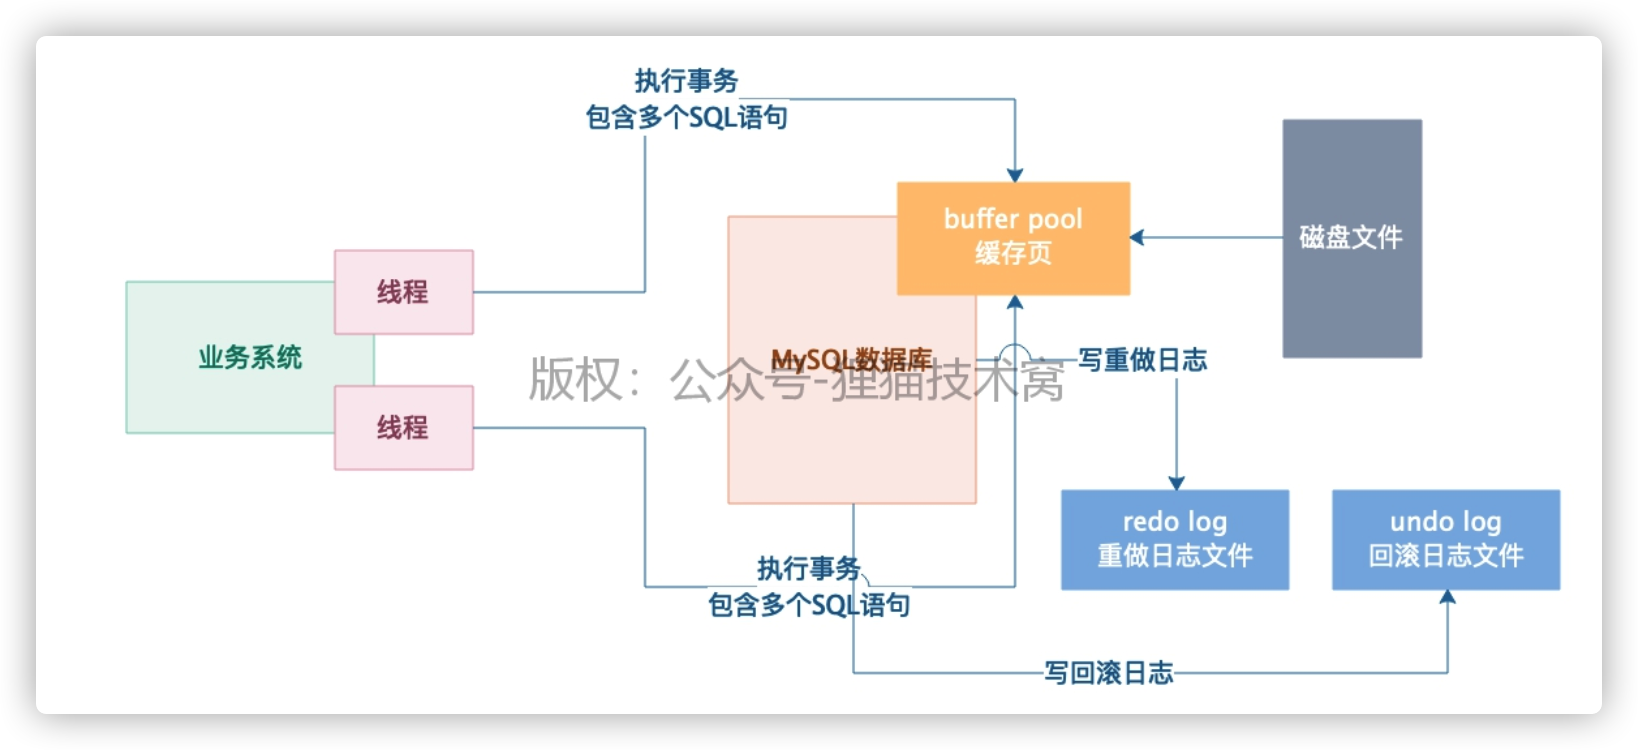 执行事务
包含多个SQL语句
buffer pool
缓存页
磁盘文件
线程
业务系统
线程
MySQL数据库
写重做日志
版权：公众号-狸猫技术窝
redo log
重做日志文件
undo log
回滚日志文件
执行事务
包含多个SQL语句
写回滚日志